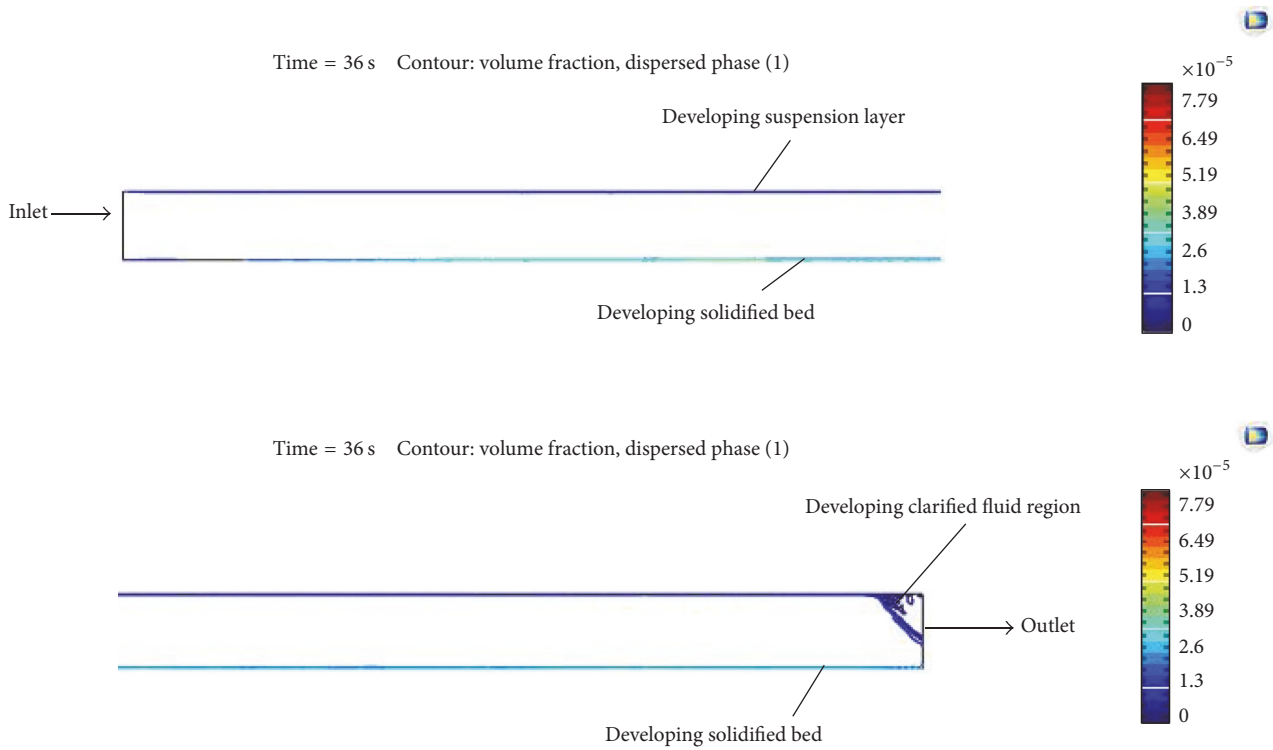 Time = 36 s Contour: volume fraction, dispersed phase (1)
×10⁻⁵
7.79
6.49
5.19
3.89
2.6
1.3
0
Developing suspension layer
Inlet
Developing solidified bed
Time = 36 s Contour: volume fraction, dispersed phase (1)
×10⁻⁵
7.79
6.49
5.19
3.89
2.6
1.3
0
Developing clarified fluid region
Outlet
Developing solidified bed